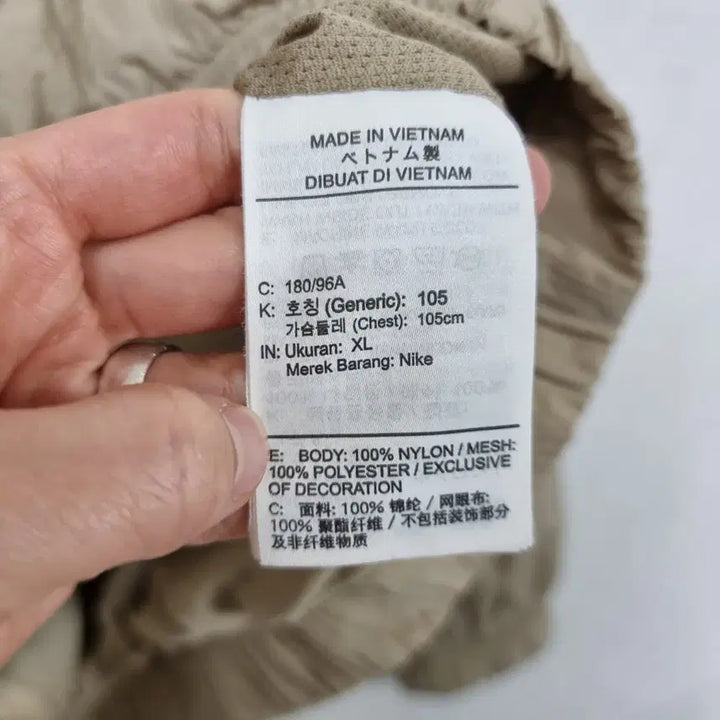 MADE IN VIETNAM
ベトナム製
DIBUAT DI VIETNAM
C: 180/96A
K: 호칭 (Generic): 105
가슴둘레 (Chest): 105cm
IN: Ukuran: XL
Merek Barang: Nike
E: BODY: 100% NYLON / MESH:
100% POLYESTER / EXCLUSIVE
OF DECORATION
C: 面料: 100% 锦纶 / 网眼布:
100% 聚酯纤维 / 不包括装饰部分
及非纤维物质